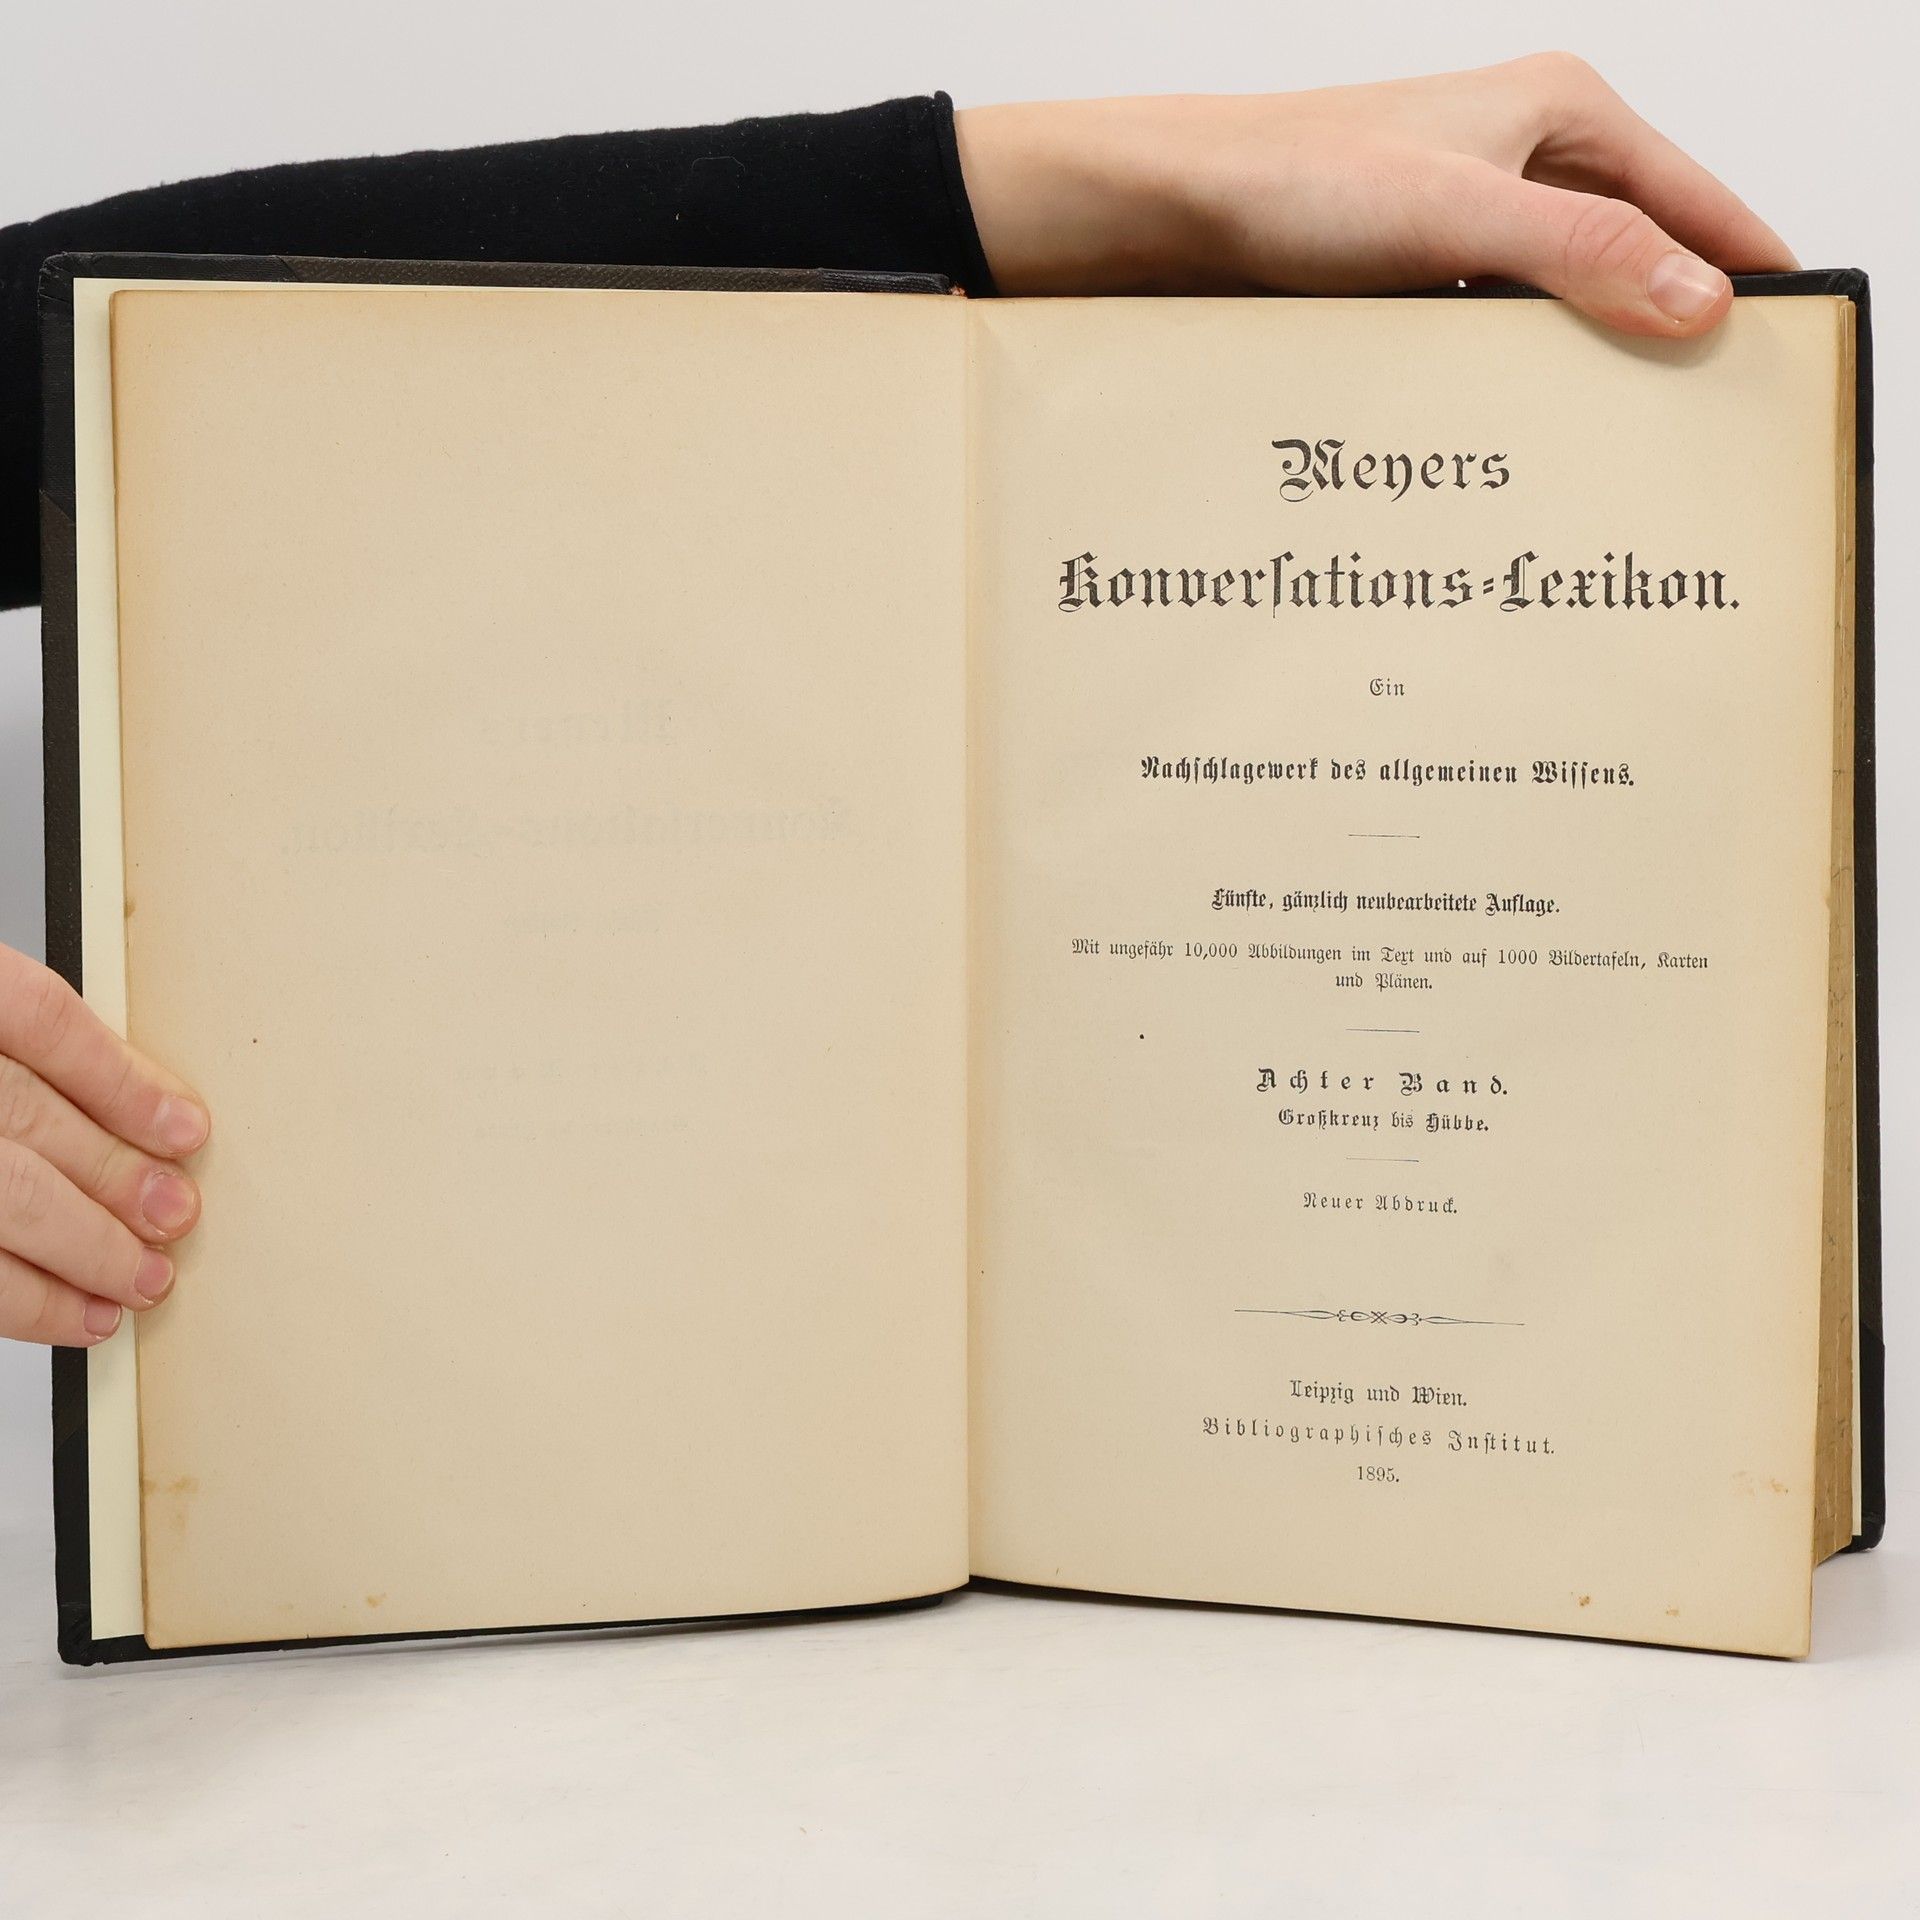 Meyers
Konverſations-Lexikon.
Ein
Nachſchlagewerk des allgemeinen Wiſſens.
Fünfte, gänzlich neubearbeitete Auflage.
Mit ungefähr 10,000 Abbildungen im Text und auf 1000 Bildertafeln, Karten
und Plänen.
Achter Band.
Großkreuz bis Hübbe.
Neuer Abdruck.
Leipzig und Wien.
Bibliographiſches Inſtitut.
1895.